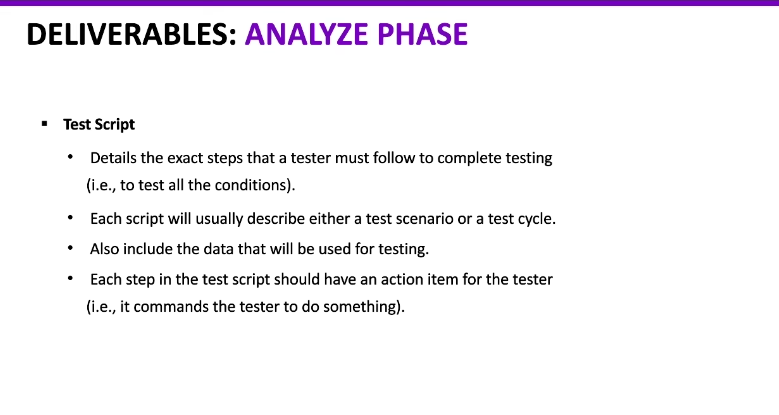 DELIVERABLES: ANALYZE PHASE
▪ Test Script
• Details the exact steps that a tester must follow to complete testing
(i.e., to test all the conditions).
• Each script will usually describe either a test scenario or a test cycle.
• Also include the data that will be used for testing.
• Each step in the test script should have an action item for the tester
(i.e., it commands the tester to do something).